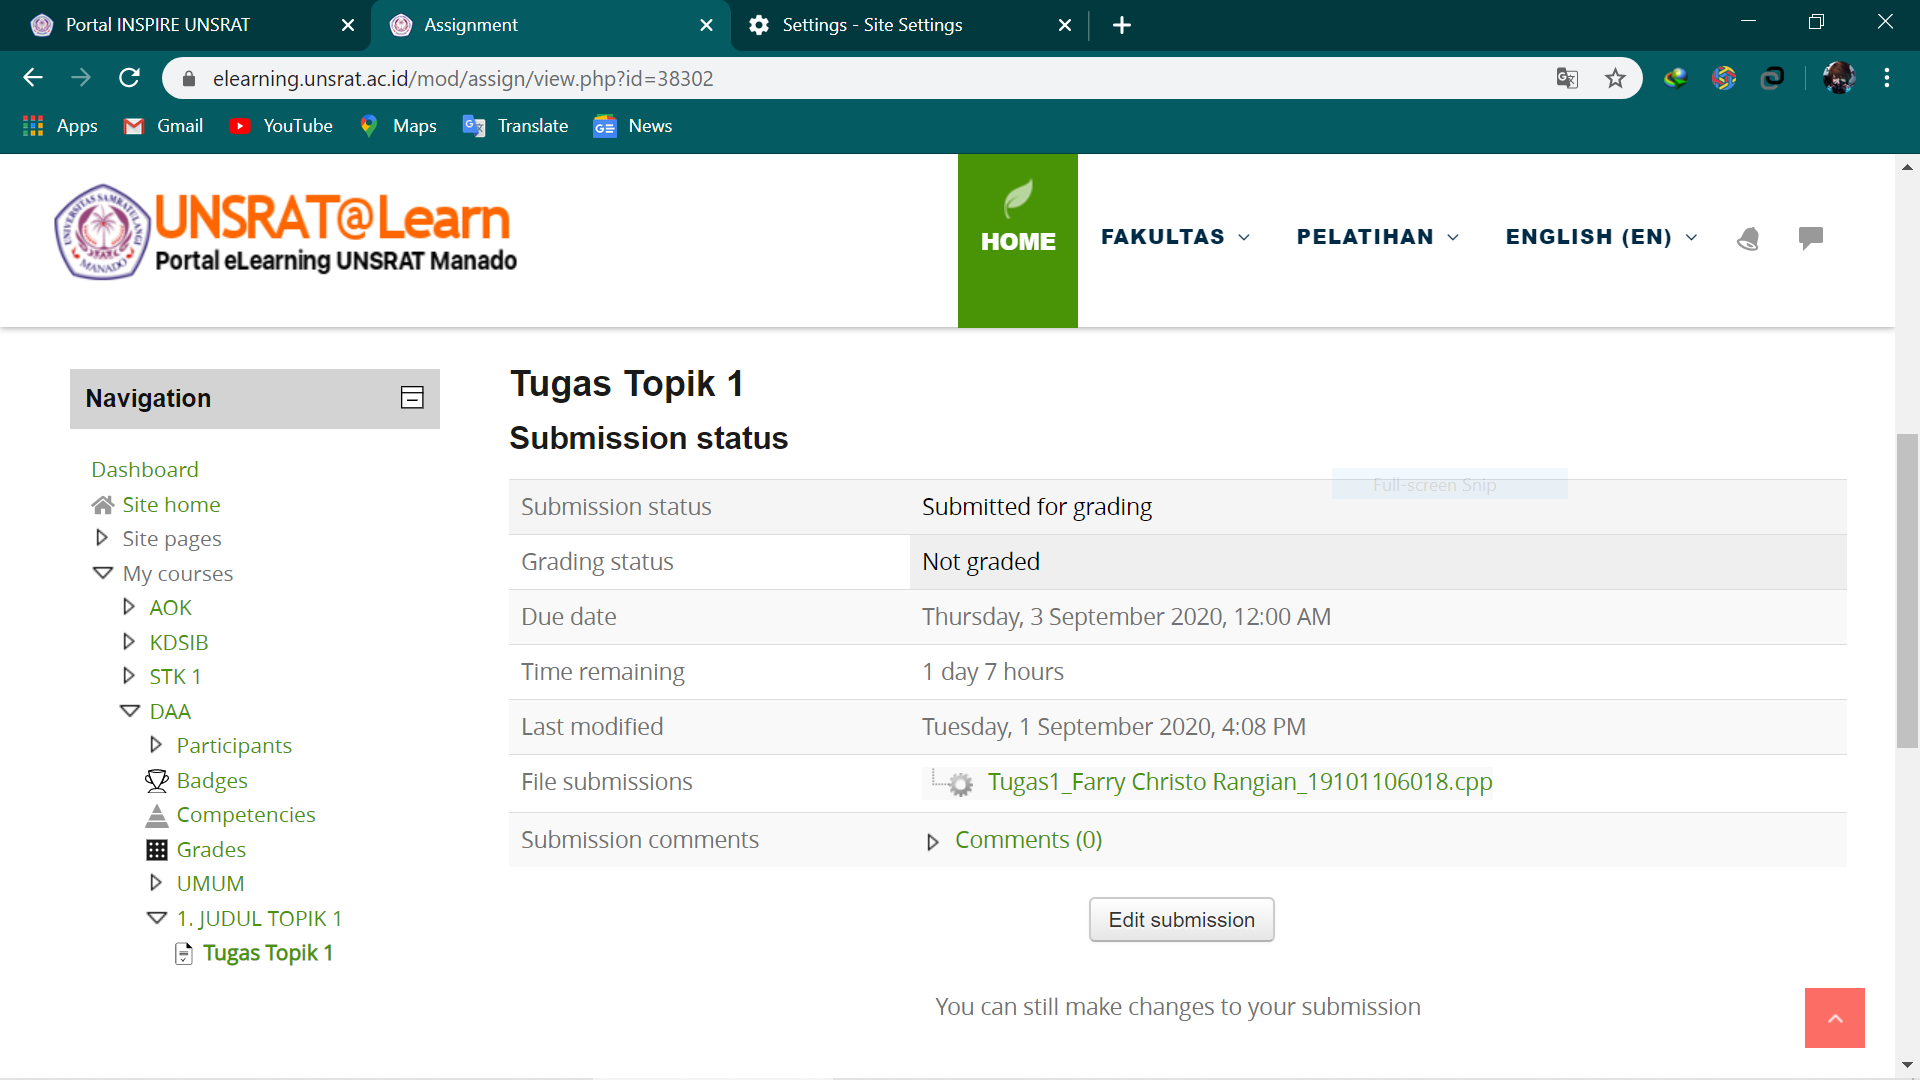 Portal INSPIRE UNSRAT
Assignment
Settings - Site Settings
elearning.unsrat.ac.id/mod/assign/view.php?id=38302
Apps
Gmail
YouTube
Maps
Translate
News
UNIVERSITAS SAM RATULANGI
MANADO
UNSRAT@Learn
Portal eLearning UNSRAT Manado
HOME
FAKULTAS
PELATIHAN
ENGLISH (EN)
Navigation
Dashboard
Site home
Site pages
My courses
AOK
KDSIB
STK 1
DAA
Participants
Badges
Competencies
Grades
UMUM
1. JUDUL TOPIK 1
Tugas Topik 1
Tugas Topik 1
Submission status
Full-screen Snip
Submission status Submitted for grading
Grading status Not graded
Due date Thursday, 3 September 2020, 12:00 AM
Time remaining 1 day 7 hours
Last modified Tuesday, 1 September 2020, 4:08 PM
File submissions Tugas1_Farry Christo Rangian_19101106018.cpp
Submission comments Comments (0)
Edit submission
You can still make changes to your submission